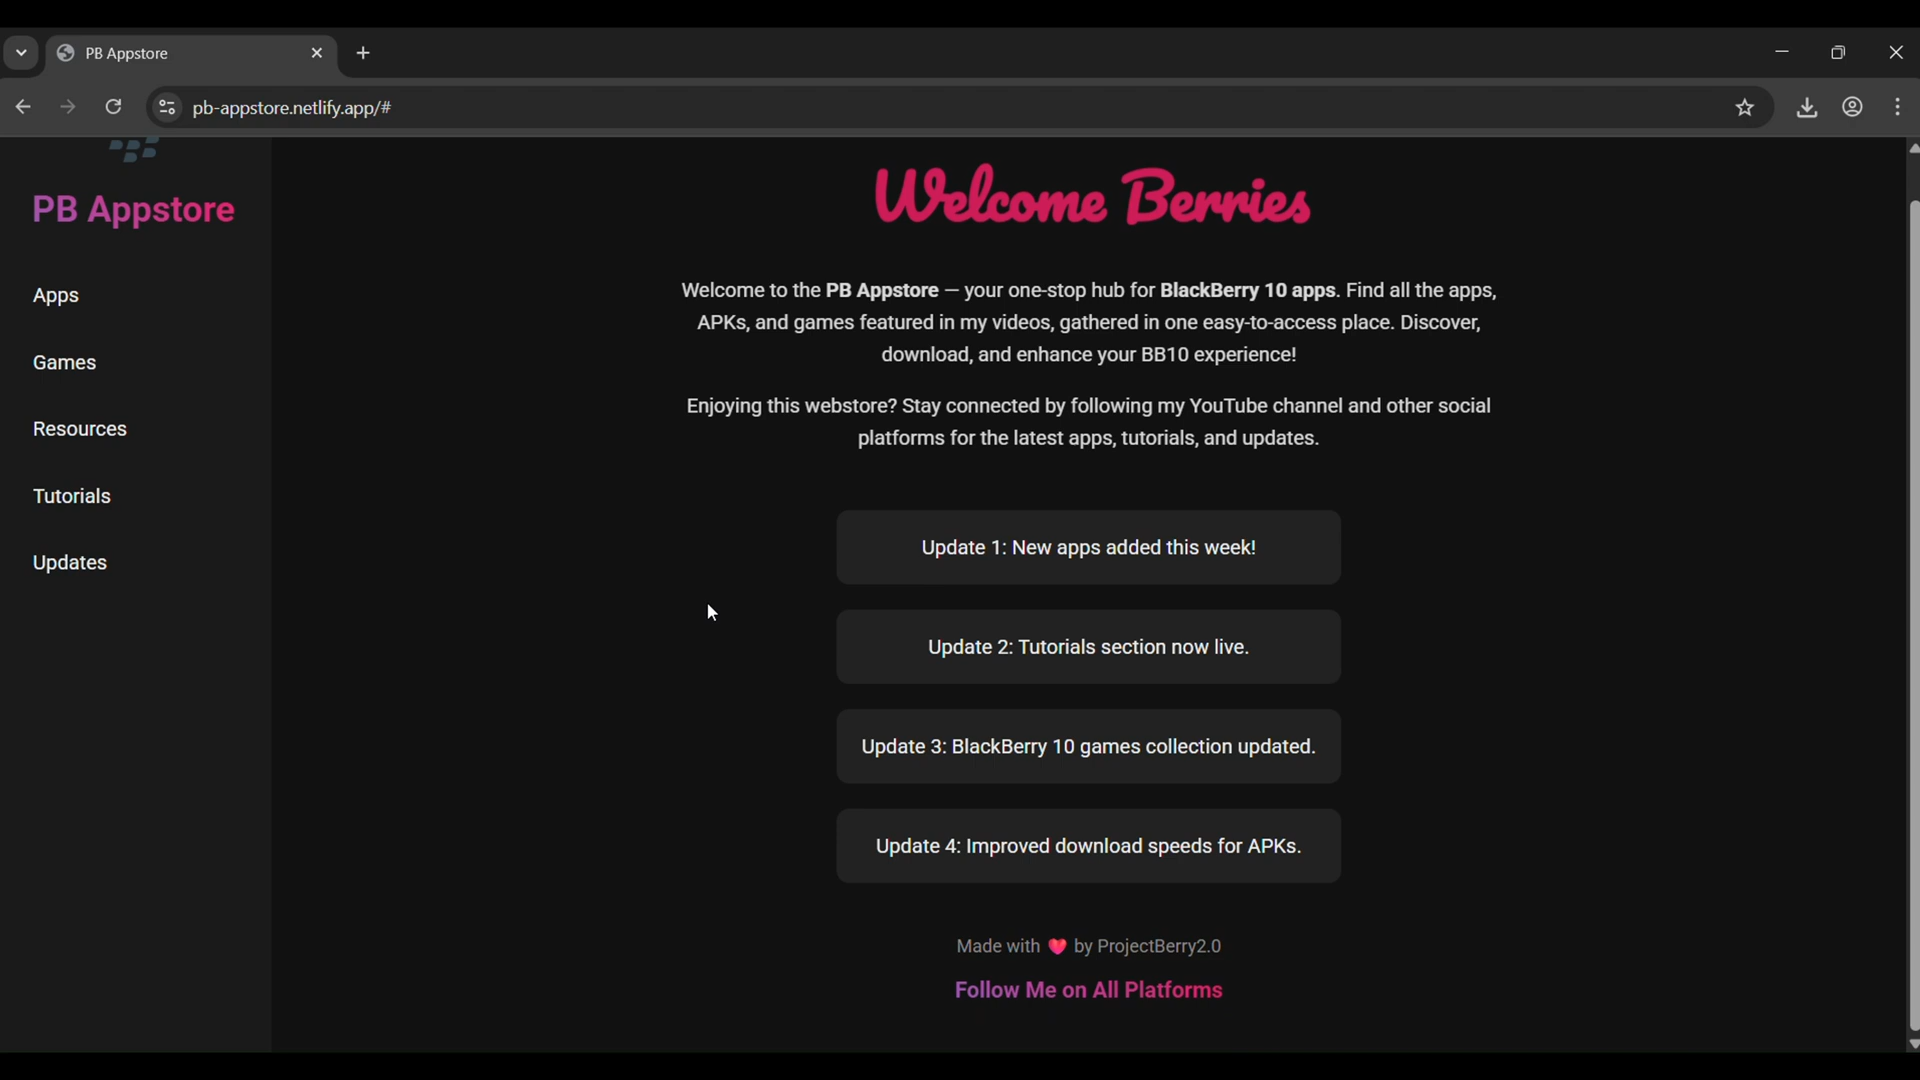 PB Appstore
pb-appstore.netlify.app/#
PB Appstore
Apps
Games
Resources
Tutorials
Updates
Welcome Berries
Welcome to the PB Appstore — your one-stop hub for BlackBerry 10 apps. Find all the apps,
APKs, and games featured in my videos, gathered in one easy-to-access place. Discover,
download, and enhance your BB10 experience!
Enjoying this webstore? Stay connected by following my YouTube channel and other social
platforms for the latest apps, tutorials, and updates.
Update 1: New apps added this week!
Update 2: Tutorials section now live.
Update 3: BlackBerry 10 games collection updated.
Update 4: Improved download speeds for APKs.
Made with ❤️ by ProjectBerry2.0
Follow Me on All Platforms